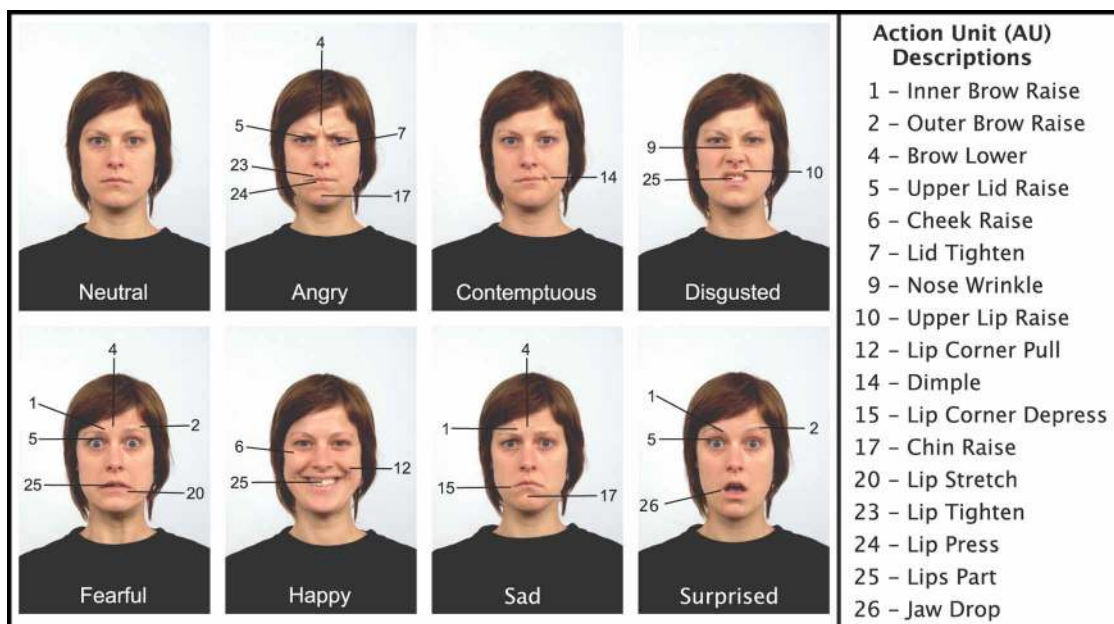 4
5
7
23
24
17
14
9
10
25
Neutral
Angry
Contemptuous
Disgusted
4
1
2
5
25
20
6
12
25
4
1
15
17
1
2
5
26
Fearful
Happy
Sad
Surprised
Action Unit (AU)
Descriptions
1 – Inner Brow Raise
2 – Outer Brow Raise
4 – Brow Lower
5 – Upper Lid Raise
6 – Cheek Raise
7 – Lid Tighten
9 – Nose Wrinkle
10 – Upper Lip Raise
12 – Lip Corner Pull
14 – Dimple
15 – Lip Corner Depress
17 – Chin Raise
20 – Lip Stretch
23 – Lip Tighten
24 – Lip Press
25 – Lips Part
26 – Jaw Drop